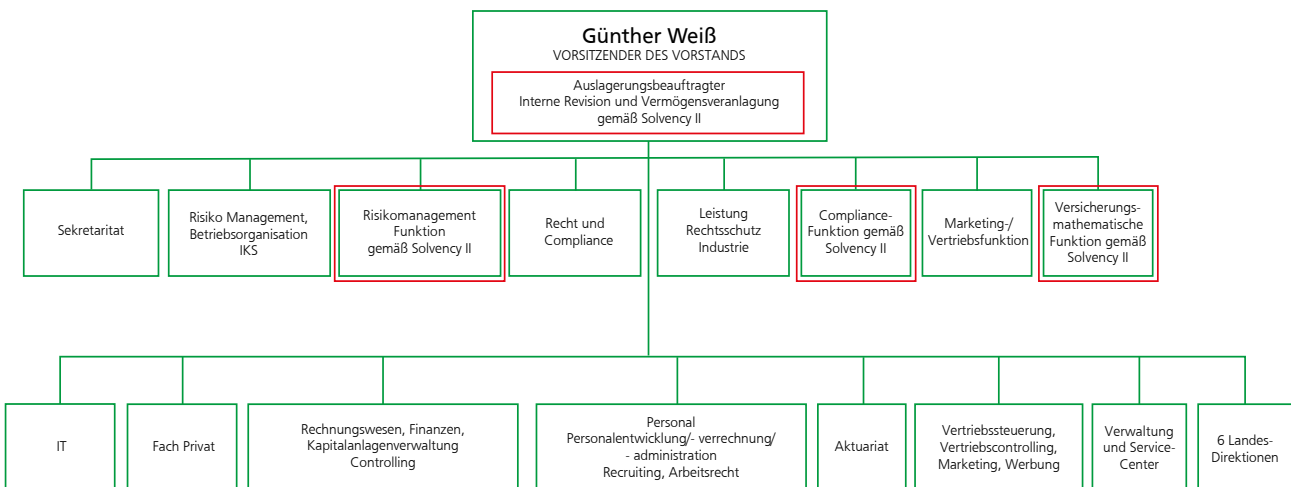 Günther Weiß
VORSITZENDER DES VORSTANDS
Auslagerungsbeauftragter
Interne Revision und Vermögensveranlagung
gemäß Solvency II
Sekretaritat
Risiko Management,
Betriebsorganisation
IKS
Risikomanagement
Funktion
gemäß Solvency II
Recht und
Compliance
Leistung
Rechtsschutz
Industrie
Compliance-
Funktion gemäß
Solvency II
Marketing-/
Vertriebsfunktion
Versicherungs-
mathematische
Funktion gemäß
Solvency II
IT
Fach Privat
Rechnungswesen, Finanzen,
Kapitalanlagenverwaltung
Controlling
Personal
Personalentwicklung/- verrechnung/
- administration
Recruiting, Arbeitsrecht
Aktuariat
Vertriebssteuerung,
Vertriebscontrolling,
Marketing, Werbung
Verwaltung
und Service-
Center
6 Landes-
Direktionen